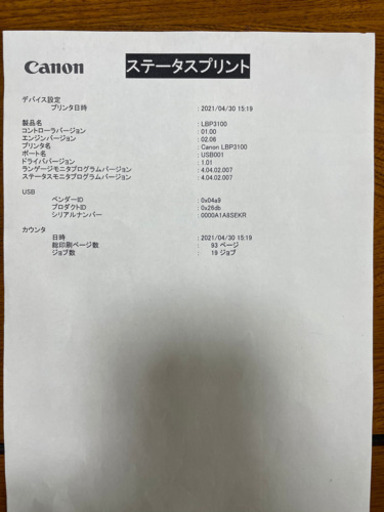 Canon ステータスプリント
デバイス設定
プリンタ日時 : 2021/04/30 15:19
製品名 : LBP3100
コントローラバージョン : 01.00
エンジンバージョン : 02.06
プリンタ名 : Canon LBP3100
ポート名 : USB001
ドライババージョン : 1.01
ランゲージモニタプログラムバージョン : 4.04.02.007
ステータスモニタプログラムバージョン : 4.04.02.007
USB
ベンダーID : 0x04a9
プロダクトID : 0x26db
シリアルナンバー : 0000A1A8SEKR
カウンタ
日時 : 2021/04/30 15:19
総印刷ページ数 : 93 ページ
ジョブ数 : 19 ジョブ